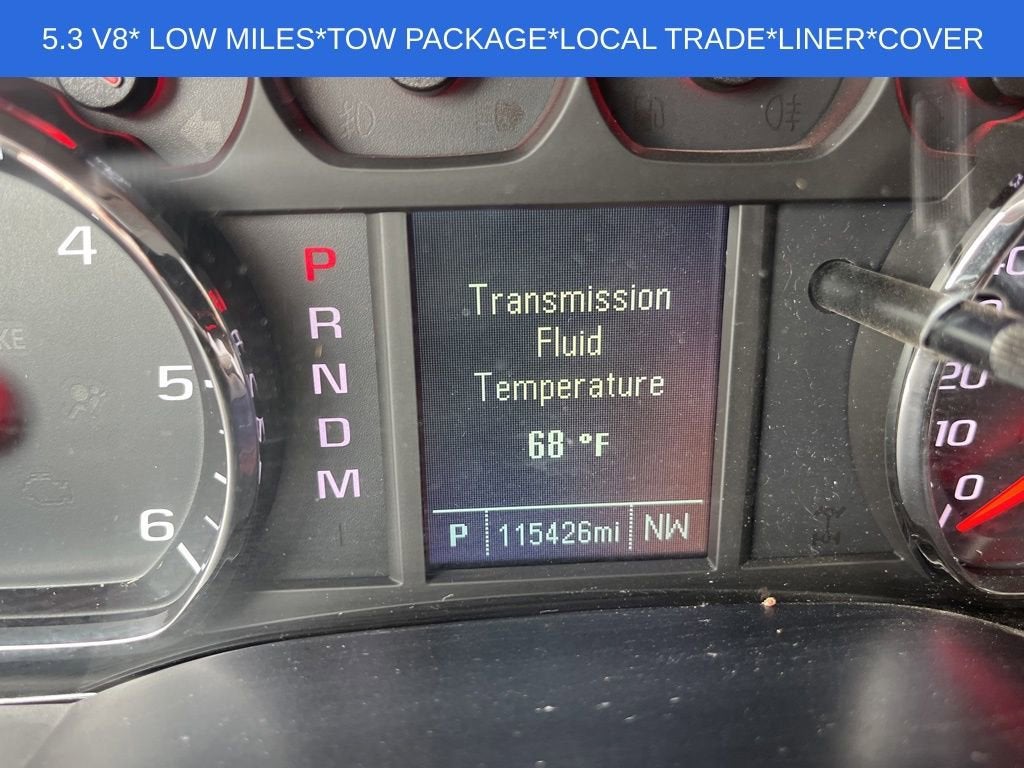 5.3 V8* LOW MILES*TOW PACKAGE*LOCAL TRADE*LINER*COVER
4
5
6
P
R
N
D
M
Transmission
Fluid
Temperature
68 °F
P 115426mi NW
40
20
10
0